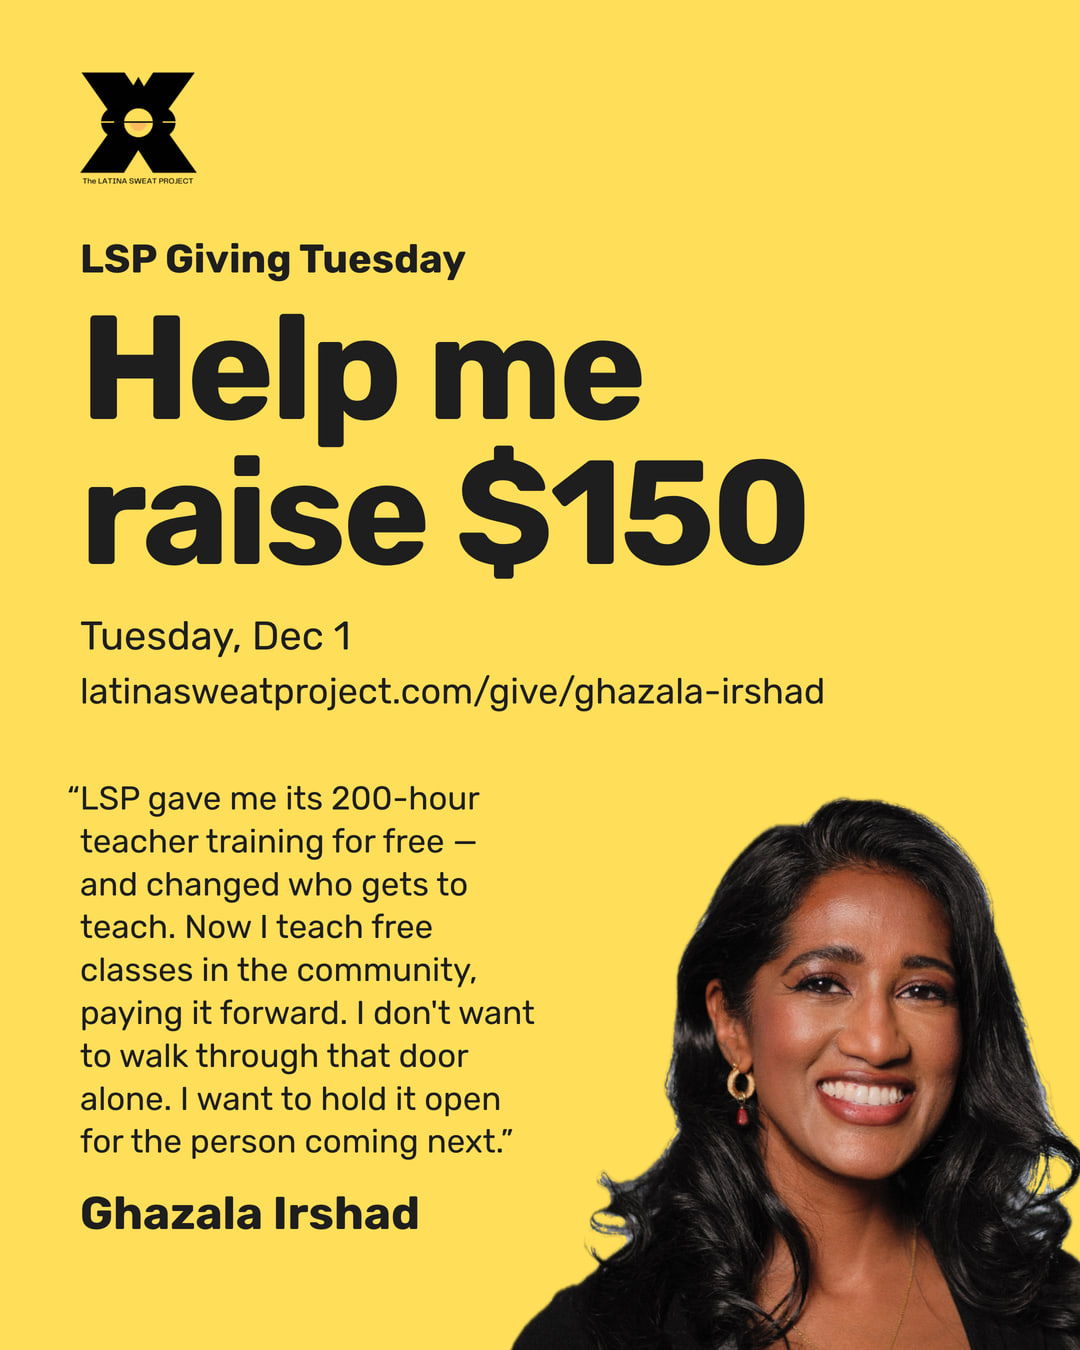 The LATINA SWEAT PROJECT
LSP Giving Tuesday
Help me
raise $150
Tuesday, Dec 1
latinasweatproject.com/give/ghazala-irshad
“LSP gave me its 200-hour
teacher training for free —
and changed who gets to
teach. Now I teach free
classes in the community,
paying it forward. I don't want
to walk through that door
alone. I want to hold it open
for the person coming next.”
Ghazala Irshad